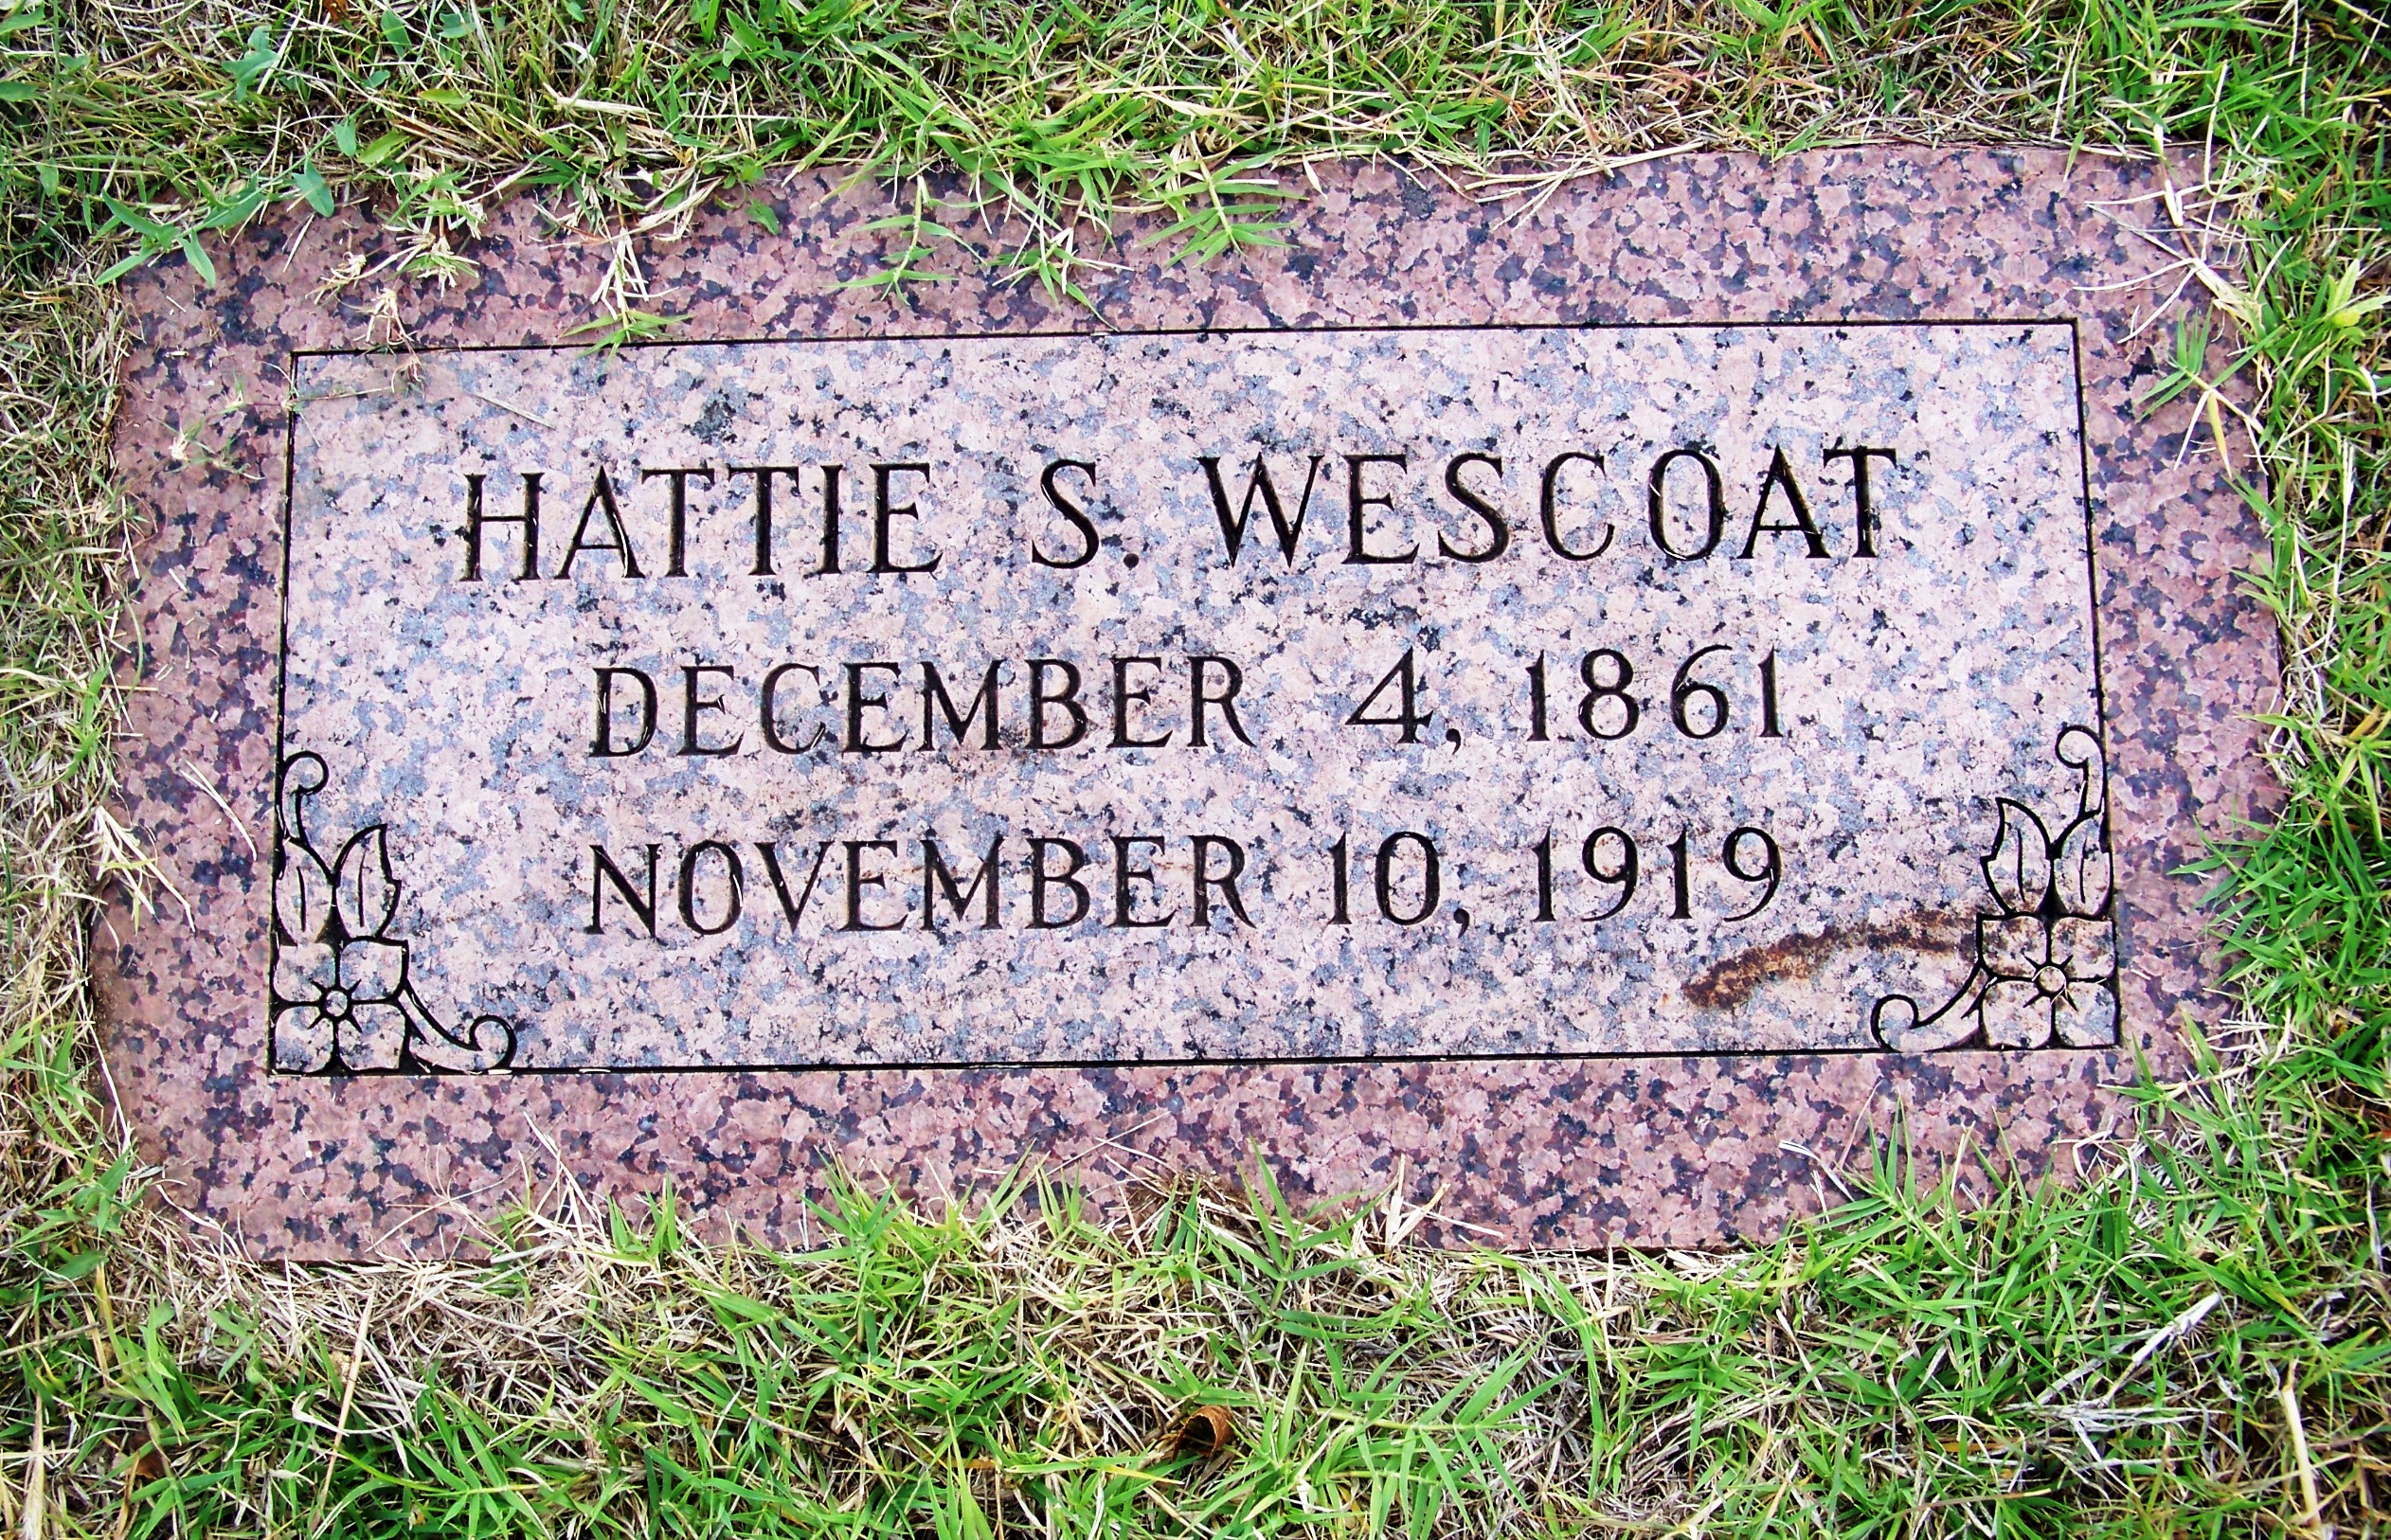 HATTIE S. WESCOAT
DECEMBER 4, 1861
NOVEMBER 10, 1919